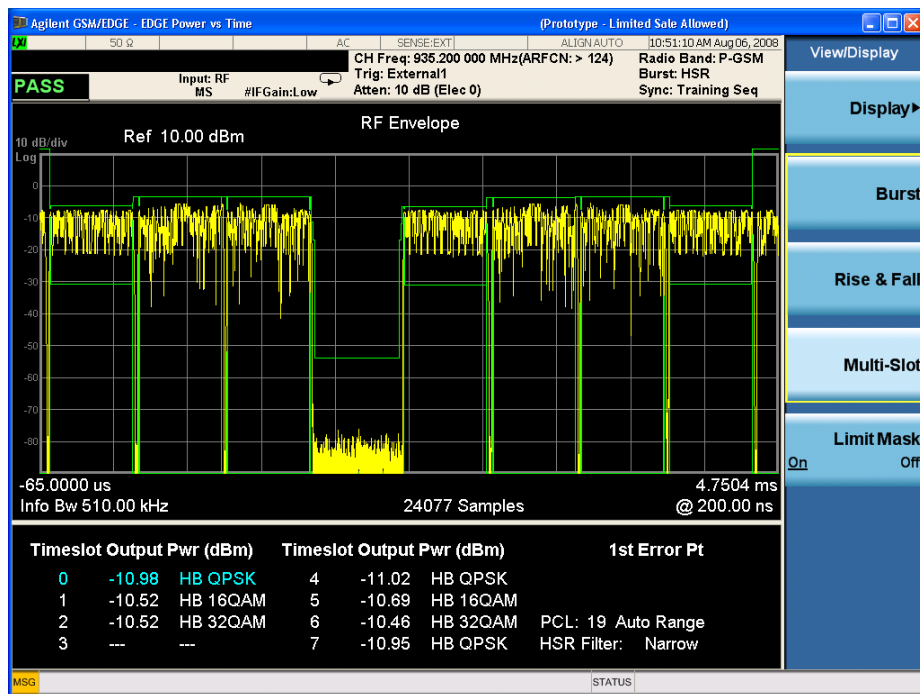 Agilent GSM/EDGE - EDGE Power vs Time (Prototype - Limited Sale Allowed)
LXI 50 Ω AC SENSE:EXT ALIGN AUTO 10:51:10 AM Aug 06, 2008
CH Freq: 935.200 000 MHz(ARFCN: > 124) Radio Band: P-GSM
Trig: External1 Burst: HSR
Input: RF
PASS MS #IFGain:Low Atten: 10 dB (Elec 0) Sync: Training Seq
RF Envelope
10 dB/div Ref 10.00 dBm
Log
0
-10
-20
-30
-40
-50
-60
-70
-80
-65.0000 us 4.7504 ms
Info Bw 510.00 kHz 24077 Samples @ 200.00 ns
Timeslot Output Pwr (dBm) Timeslot Output Pwr (dBm) 1st Error Pt
0 -10.98 HB QPSK 4 -11.02 HB QPSK
1 -10.52 HB 16QAM 5 -10.69 HB 16QAM
2 -10.52 HB 32QAM 6 -10.46 HB 32QAM PCL: 19 Auto Range
3 --- --- 7 -10.95 HB QPSK HSR Filter: Narrow
MSG STATUS
View/Display
Display
Burst
Rise & Fall
Multi-Slot
Limit Mask
On Off